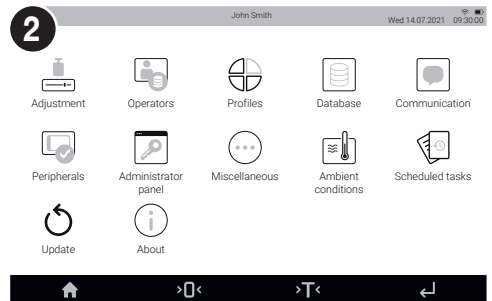 2
John Smith
Wed 14.07.2021 09:30:00
Adjustment
Operators
Profiles
Database
Communication
Peripherals
Administrator
panel
Miscellaneous
Ambient
conditions
Scheduled tasks
Update
About
>0<
>T<